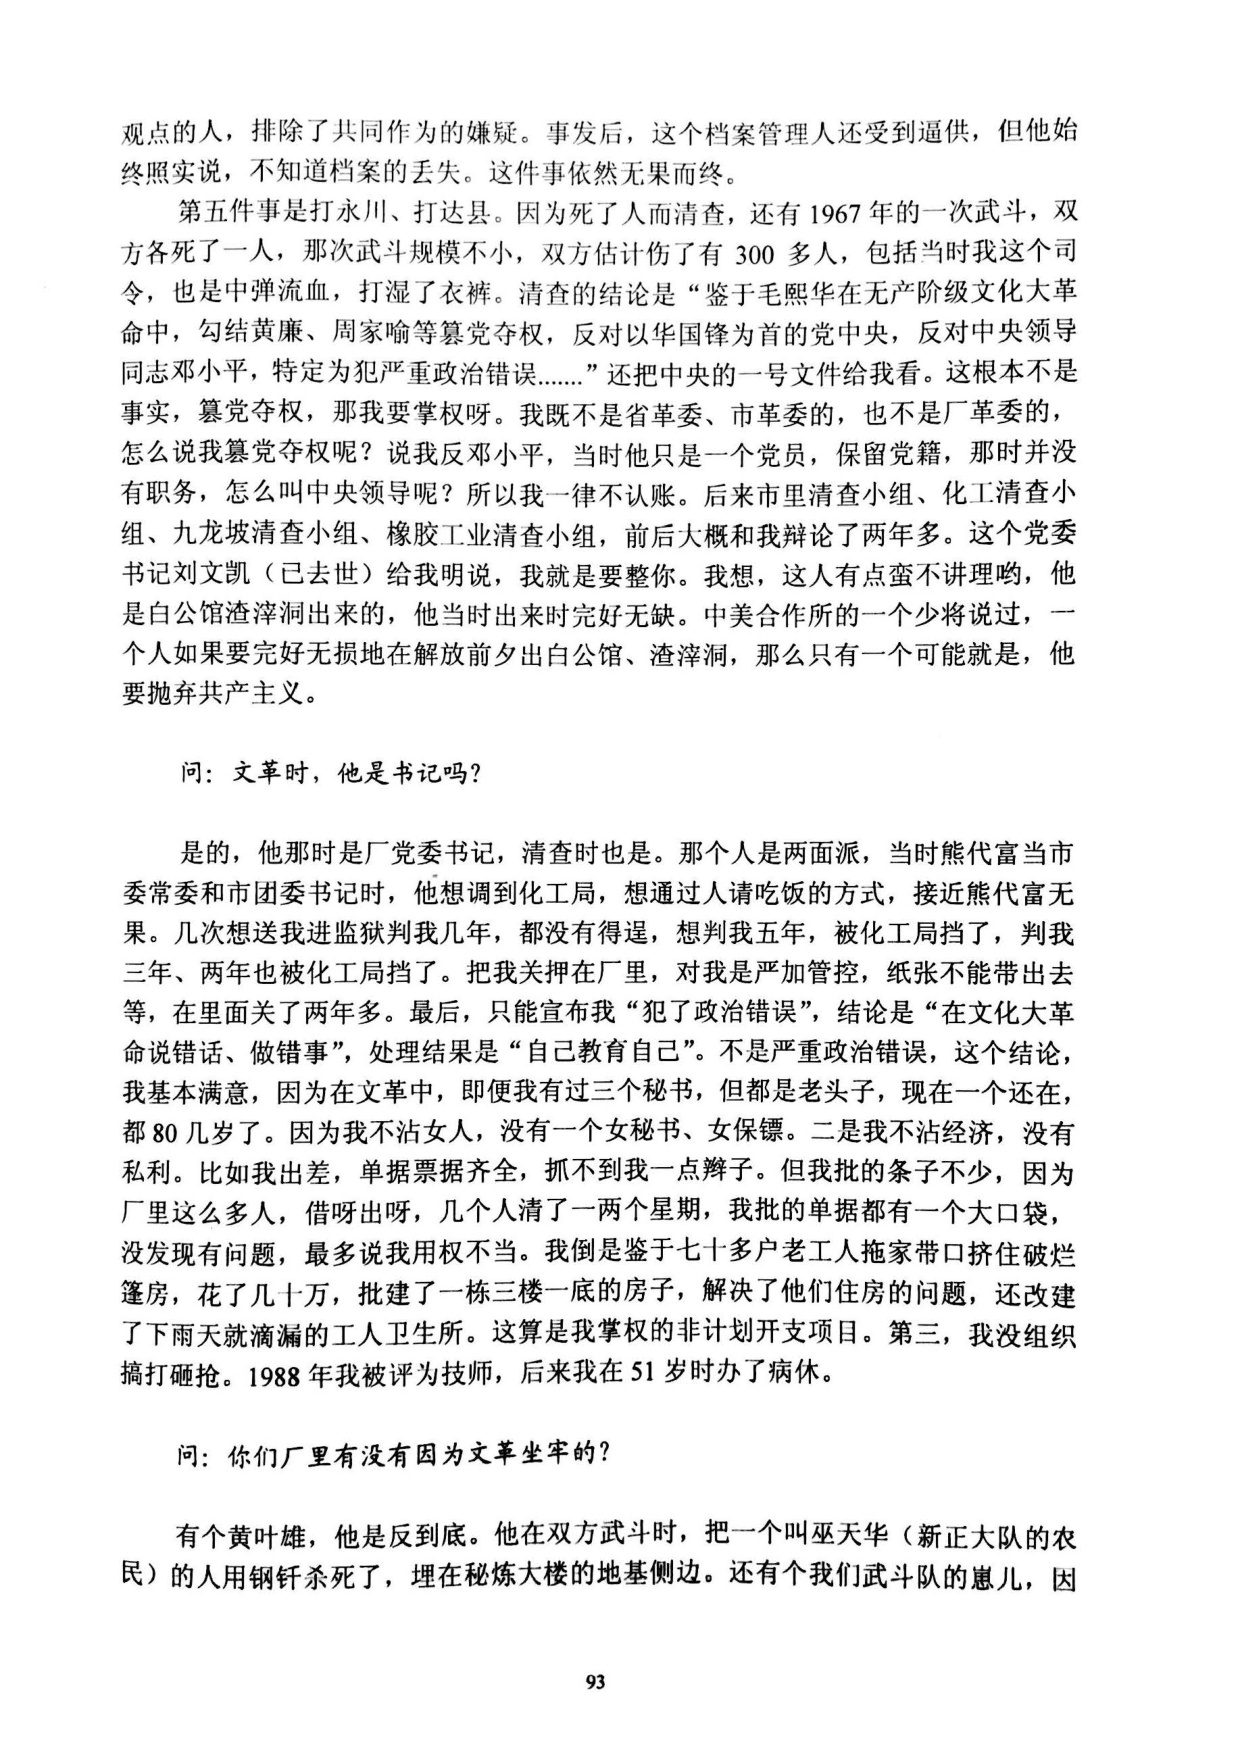 观点的人，排除了共同作为的嫌疑。事发后，这个档案管理人还受到逼供，但他始
终照实说，不知道档案的丢失。这件事依然无果而终。
第五件事是打永川、打达县。因为死了人而清查，还有 1967 年的一次武斗，双
方各死了一人，那次武斗规模不小，双方估计伤了有 300 多人，包括当时我这个司
令，也是中弹流血，打湿了衣裤。清查的结论是“鉴于毛熙华在无产阶级文化大革
命中，勾结黄廉、周家喻等篡党夺权，反对以华国锋为首的党中央，反对中央领导
同志邓小平，特定为犯严重政治错误.......”还把中央的一号文件给我看。这根本不是
事实，篡党夺权，那我要掌权呀。我既不是省革委、市革委的，也不是厂革委的，
怎么说我篡党夺权呢？说我反邓小平，当时他只是一个党员，保留党籍，那时并没
有职务，怎么叫中央领导呢？所以我一律不认账。后来市里清查小组、化工清查小
组、九龙坡清查小组、橡胶工业清查小组，前后大概和我辩论了两年多。这个党委
书记刘文凯（已去世）给我明说，我就是要整你。我想，这人有点蛮不讲理哟，他
是白公馆渣滓洞出来的，他当时出来时完好无缺。中美合作所的一个少将说过，一
个人如果要完好无损地在解放前夕出白公馆、渣滓洞，那么只有一个可能就是，他
要抛弃共产主义。
问：文革时，他是书记吗？
是的，他那时是厂党委书记，清查时也是。那个人是两面派，当时熊代富当市
委常委和市团委书记时，他想调到化工局，想通过人请吃饭的方式，接近熊代富无
果。几次想送我进监狱判我几年，都没有得逞，想判我五年，被化工局挡了，判我
三年、两年也被化工局挡了。把我关押在厂里，对我是严加管控，纸张不能带出去
等，在里面关了两年多。最后，只能宣布我“犯了政治错误”，结论是“在文化大革
命说错话、做错事”，处理结果是“自己教育自己”。不是严重政治错误，这个结论，
我基本满意，因为在文革中，即便我有过三个秘书，但都是老头子，现在一个还在，
都 80 几岁了。因为我不沾女人，没有一个女秘书、女保镖。二是我不沾经济，没有
私利。比如我出差，单据票据齐全，抓不到我一点辫子。但我批的条子不少，因为
厂里这么多人，借呀出呀，几个人清了一两个星期，我批的单据都有一个大口袋，
没发现有问题，最多说我用权不当。我倒是鉴于七十多户老工人拖家带口挤住破烂
篷房，花了几十万，批建了一栋三楼一底的房子，解决了他们住房的问题，还改建
了下雨天就滴漏的工人卫生所。这算是我掌权的非计划开支项目。第三，我没组织
搞打砸抢。1988 年我被评为技师，后来我在 51 岁时办了病休。
问：你们厂里有没有因为文革坐牢的？
有个黄叶雄，他是反到底。他在双方武斗时，把一个叫巫天华（新正大队的农
民）的人用钢钎杀死了，埋在秘炼大楼的地基侧边。还有个我们武斗队的崽儿，因
93